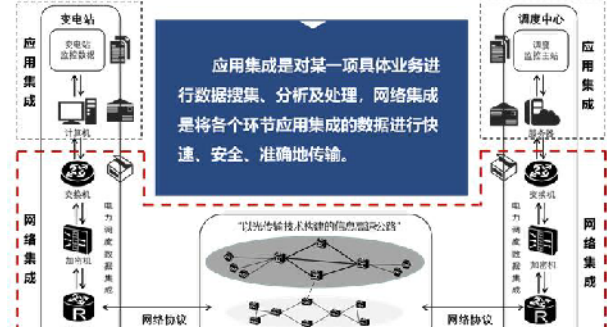 变电站
变电站
监控数据
应用集成
计算机
交换机
网络集成
加密机
电力调度数据集成
应用集成是对某一项具体业务进
行数据搜集、分析及处理，网络集成
是将各个环节应用集成的数据进行快
速、安全、准确地传输。
“以光传输技术构建的信息高速公路”
网络协议
网络协议
调度中心
调度
监控主站
应用集成
服务器
交换机
电力调度数据集成
加密机
网络集成
R
R